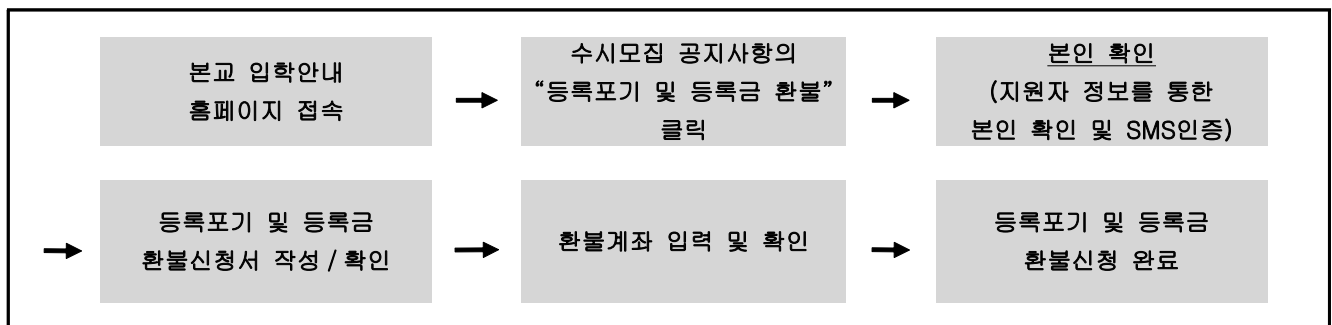 본교 입학안내
홈페이지 접속
수시모집 공지사항의
“등록포기 및 등록금 환불”
클릭
본인 확인
(지원자 정보를 통한
본인 확인 및 SMS인증)
등록포기 및 등록금
환불신청서 작성 / 확인
환불계좌 입력 및 확인
등록포기 및 등록금
환불신청 완료